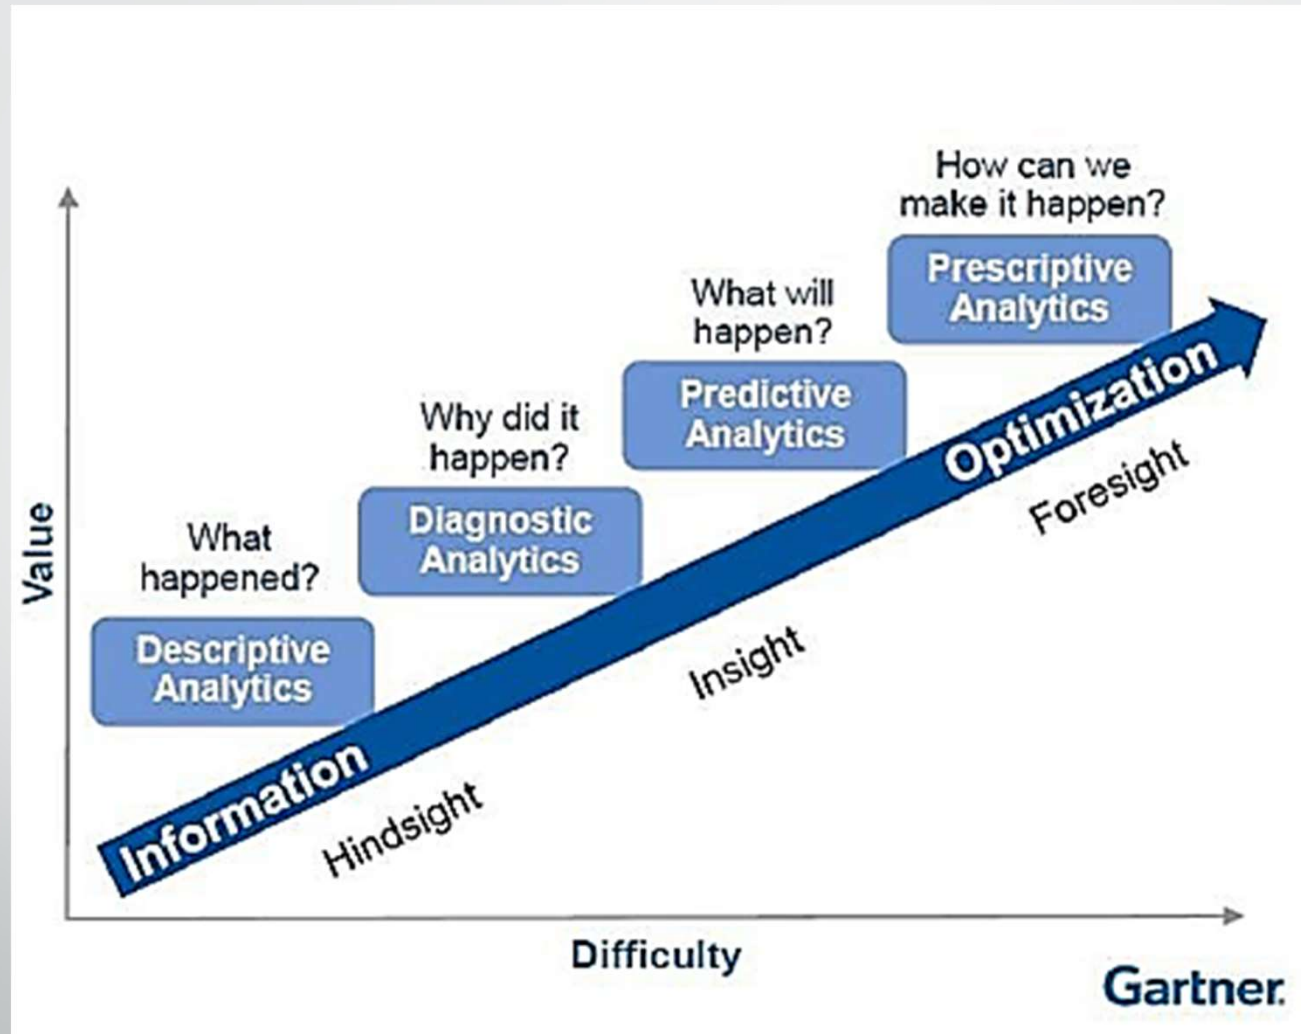 How can we
make it happen?
Prescriptive
Analytics
What will
happen?
Predictive
Analytics
Why did it
happen?
Diagnostic
Analytics
What
happened?
Descriptive
Analytics
Value
Information
Optimization
Hindsight
Insight
Foresight
Difficulty
Gartner.